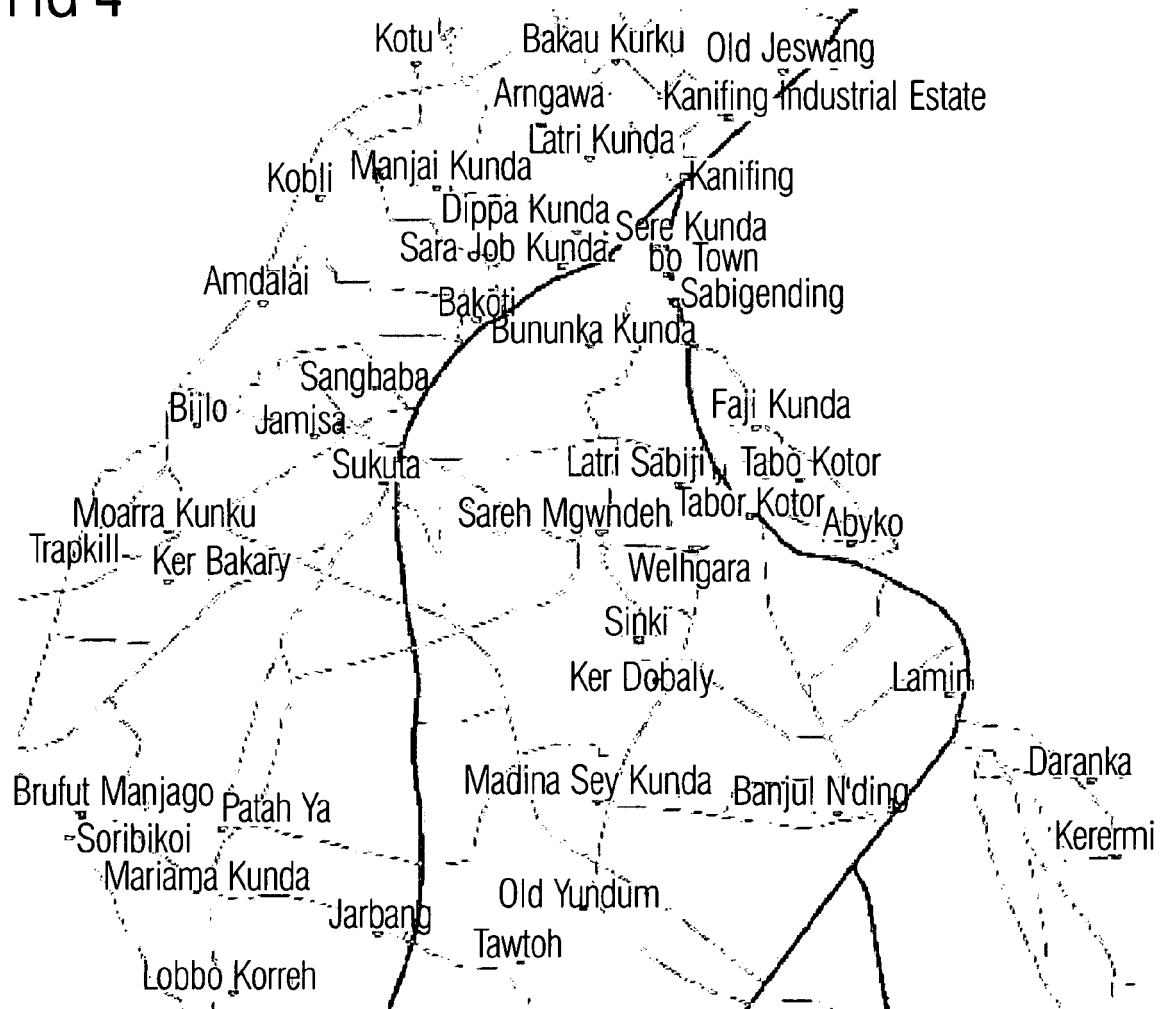 Kotu
Bakau Kurku
Old Jeswang
Arngawa
Kanifing Industrial Estate
Latri Kunda
Kobli
Manjai Kunda
Kanifing
Dippa Kunda
Sere Kunda
Sara Job Kunda
bo Town
Amdalai
Bakoti
Sabigending
Bununka Kunda
Sangbaba
Bijlo
Jamisa
Faji Kunda
Sukuta
Latri Sabiji
Tabo Kotor
Moarra Kunku
Sareh Mgwhdeh
Tabor Kotor
Abyko
Trapkill
Ker Bakary
Welhgara
Sinki
Ker Dobaly
Lamin
Daranka
Brufut Manjago
Patah Ya
Madina Sey Kunda
Banjul N'ding
Soribikoi
Kerermi
Mariama Kunda
Old Yundum
Jarbang
Tawtoh
Lobbo Korreh